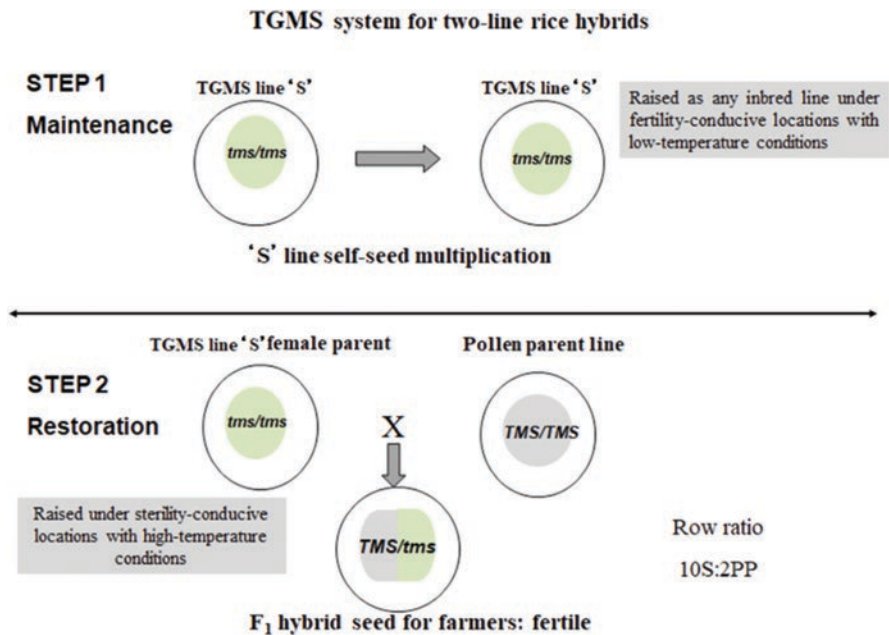 TGMS system for two-line rice hybrids
STEP 1
Maintenance
TGMS line ‘S’
TGMS line ‘S’
tms/tms
tms/tms
Raised as any inbred line under
fertility-conducive locations with
low-temperature conditions
‘S’ line self-seed multiplication
TGMS line ‘S’ female parent
Pollen parent line
STEP 2
Restoration
tms/tms
X
TMS/TMS
Raised under sterility-conducive
locations with high-temperature
conditions
TMS/tms
Row ratio
10S:2PP
F₁ hybrid seed for farmers: fertile